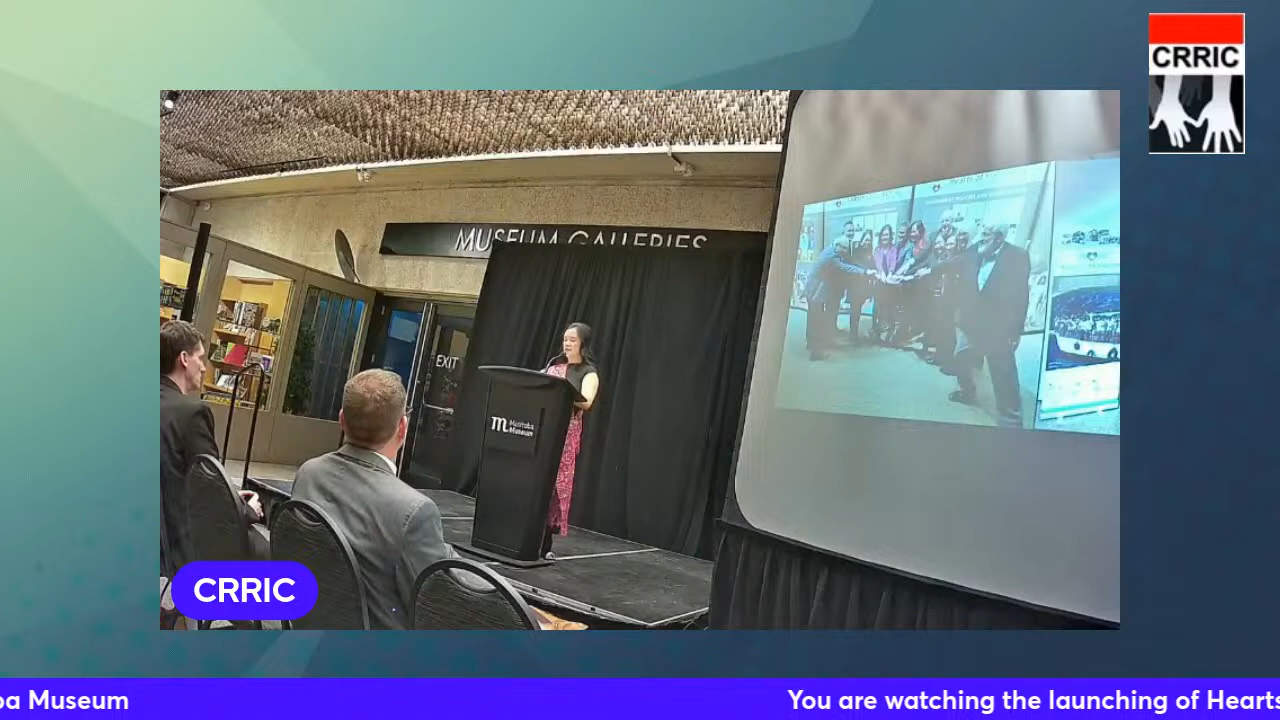 CRRIC
MUSEUM GALLERIES
EXIT
Manitoba
Museum
CRRIC
ba Museum
You are watching the launching of Hearts